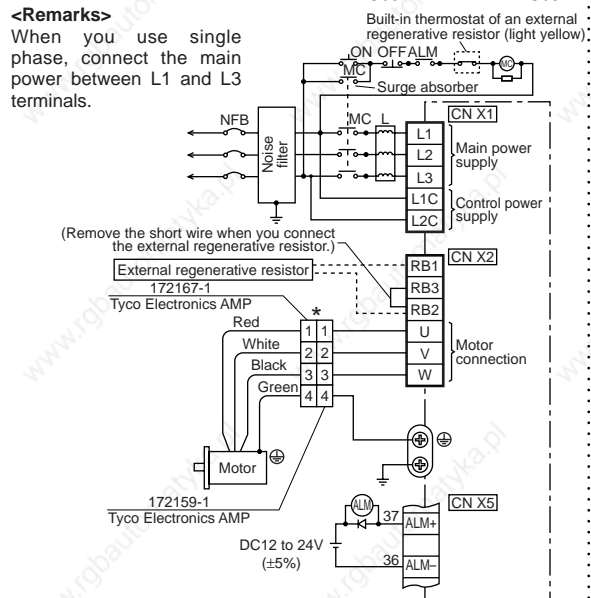 <Remarks>
When you use single
phase, connect the main
power between L1 and L3
terminals.
Built-in thermostat of an external
regenerative resistor (light yellow)
ON OFF ALM
MC
MC
Surge absorber
NFB
Noise
filter
MC L
CN X1
L1
L2
L3
Main power
supply
L1C
L2C
Control power
supply
(Remove the short wire when you connect
the external regenerative resistor.)
CN X2
External regenerative resistor
RB1
RB3
RB2
172167-1
Tyco Electronics AMP
*
Red
1 1
U
White
2 2
V
Black
3 3
W
Green
4 4
Motor
connection
Motor
172159-1
Tyco Electronics AMP
CN X5
ALM
37
ALM+
DC12 to 24V
(±5%)
36
ALM–
www.rgbautomatyka.pl